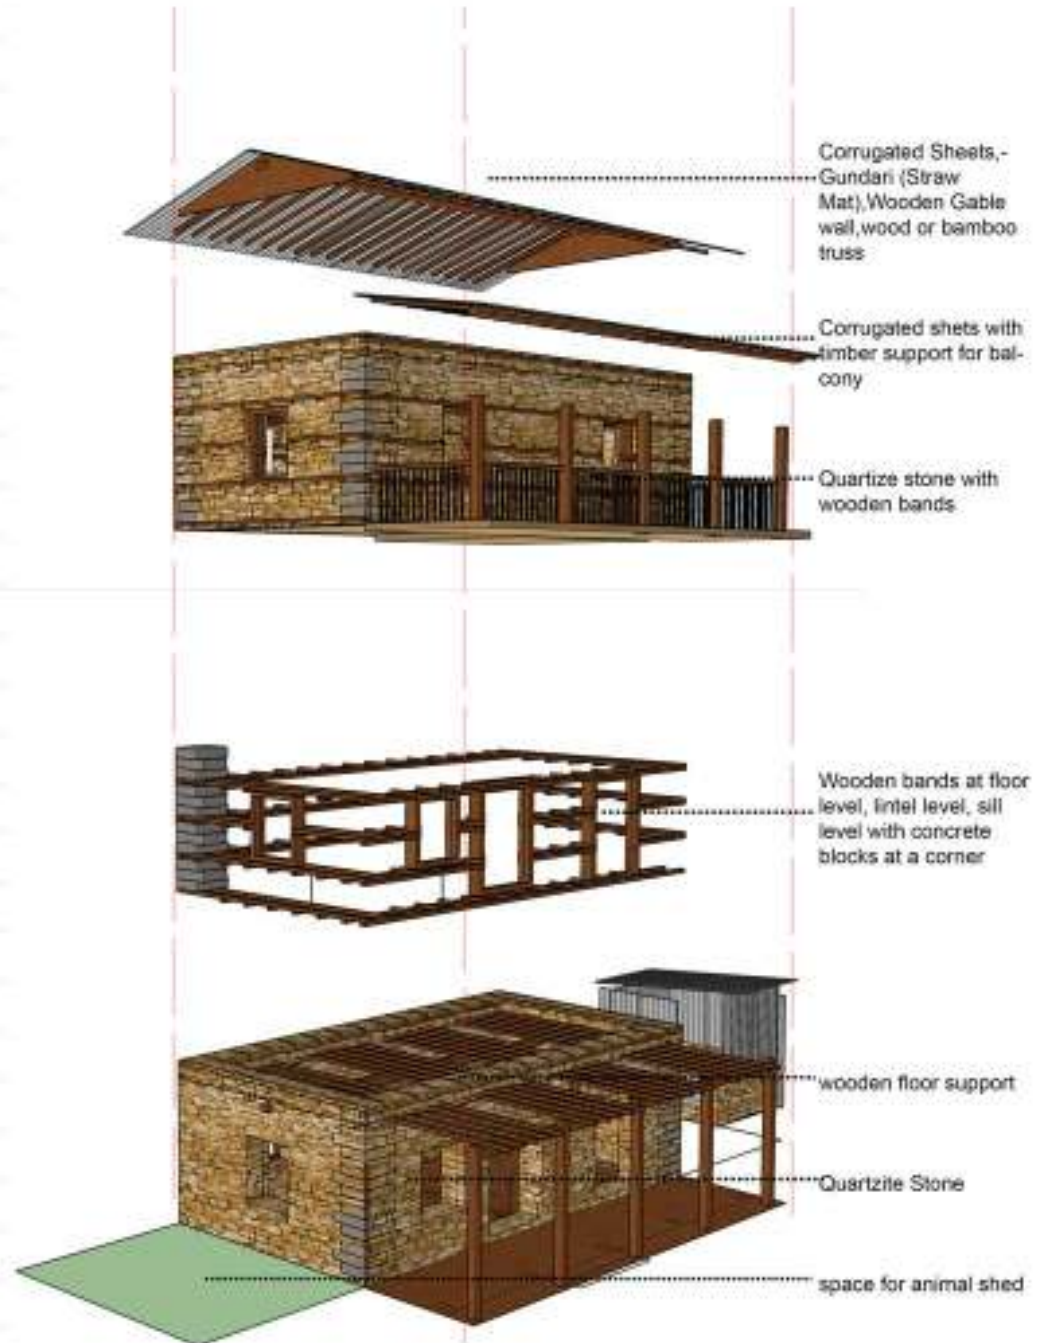 Corrugated Sheets,-
Gundari (Straw
Mat),Wooden Gable
wall,wood or bamboo
truss
Corrugated shets with
timber support for bal-
cony
Quartize stone with
wooden bands
Wooden bands at floor
level, lintel level, sill
level with concrete
blocks at a corner
wooden floor support
Quartzite Stone
space for animal shed